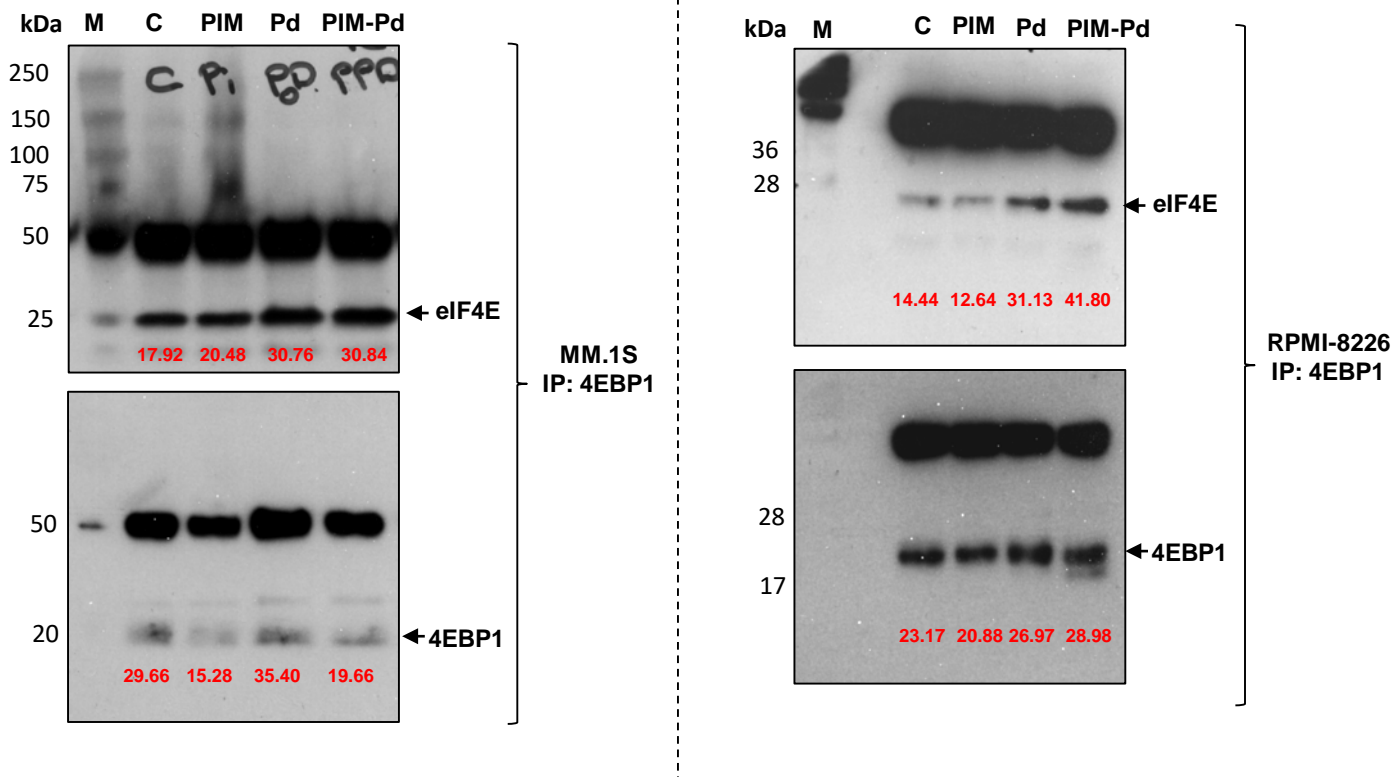 kDa M C PIM Pd PIM-Pd
C Pi PD. PPD
250
150
100
75
50
25
eIF4E
17.92 20.48 30.76 30.84
50
20
4EBP1
29.66 15.28 35.40 19.66
MM.1S
IP: 4EBP1
kDa M C PIM Pd PIM-Pd
36
28
eIF4E
14.44 12.64 31.13 41.80
28
17
4EBP1
23.17 20.88 26.97 28.98
RPMI-8226
IP: 4EBP1